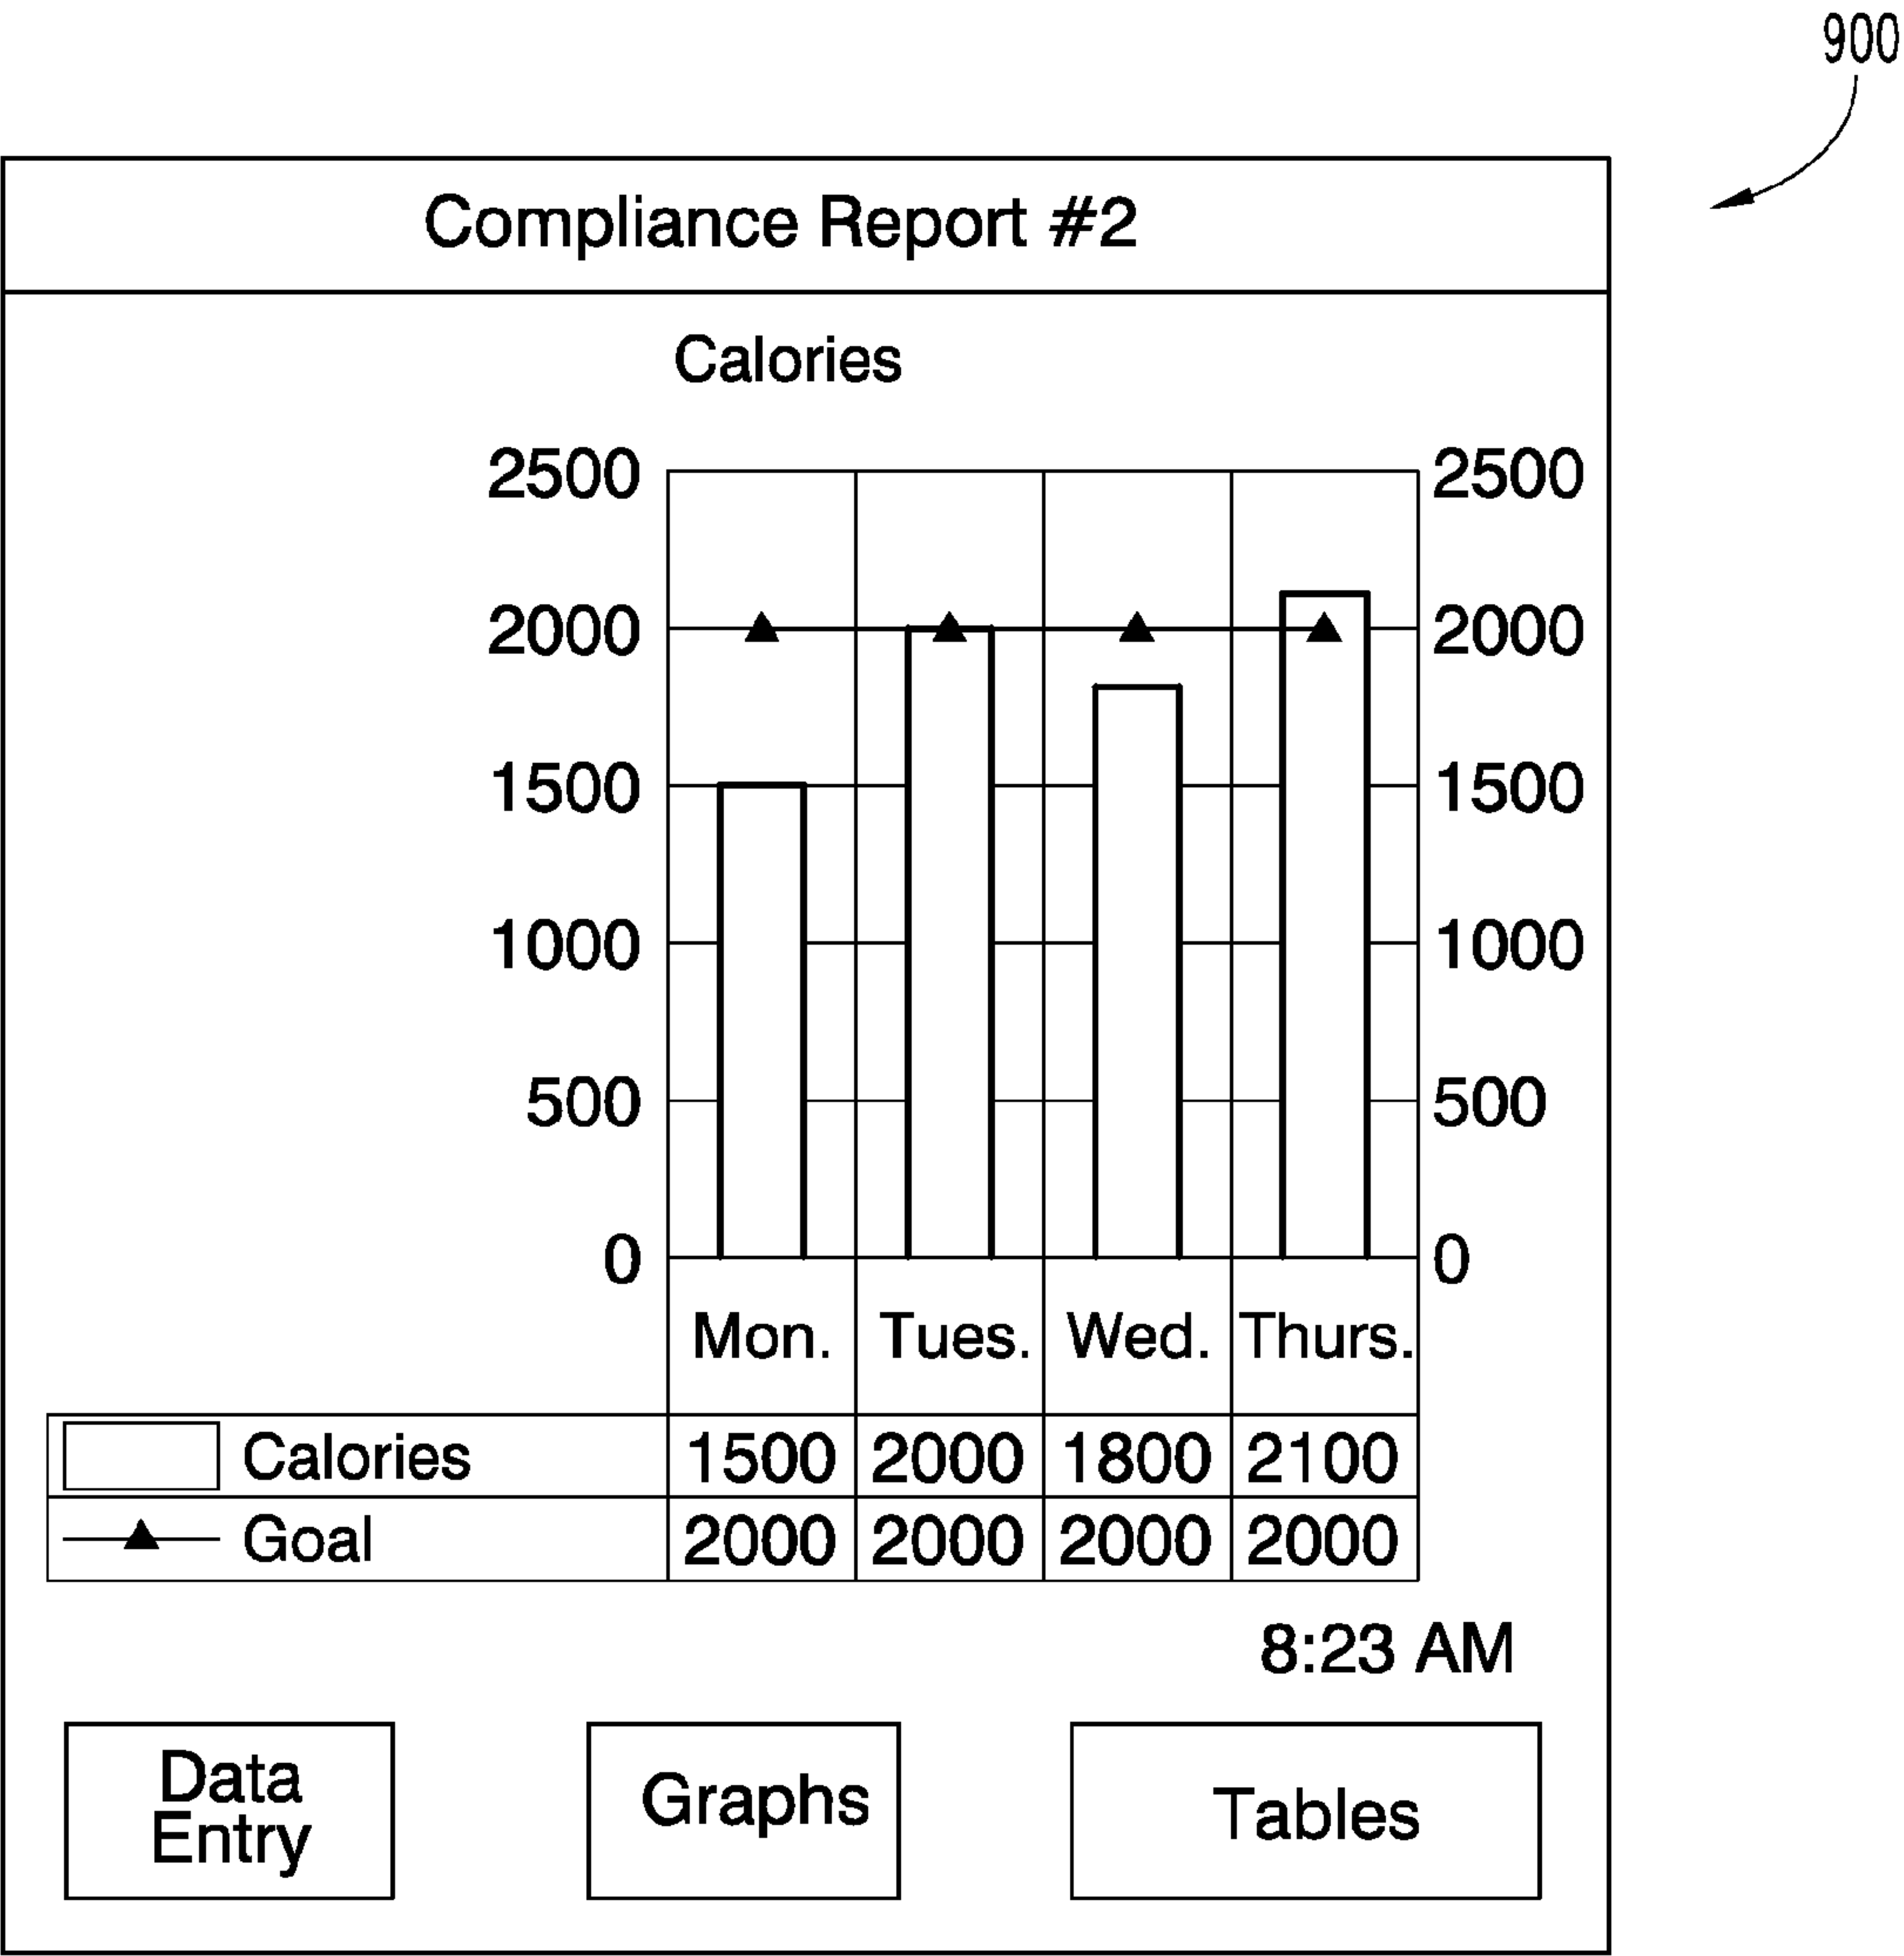 900
Compliance Report #2
Calories
2500 2500
2000 2000
1500 1500
1000 1000
500 500
0 0
Mon. Tues. Wed. Thurs.
Calories 1500 2000 1800 2100
Goal 2000 2000 2000 2000
8:23 AM
Data
Entry
Graphs
Tables